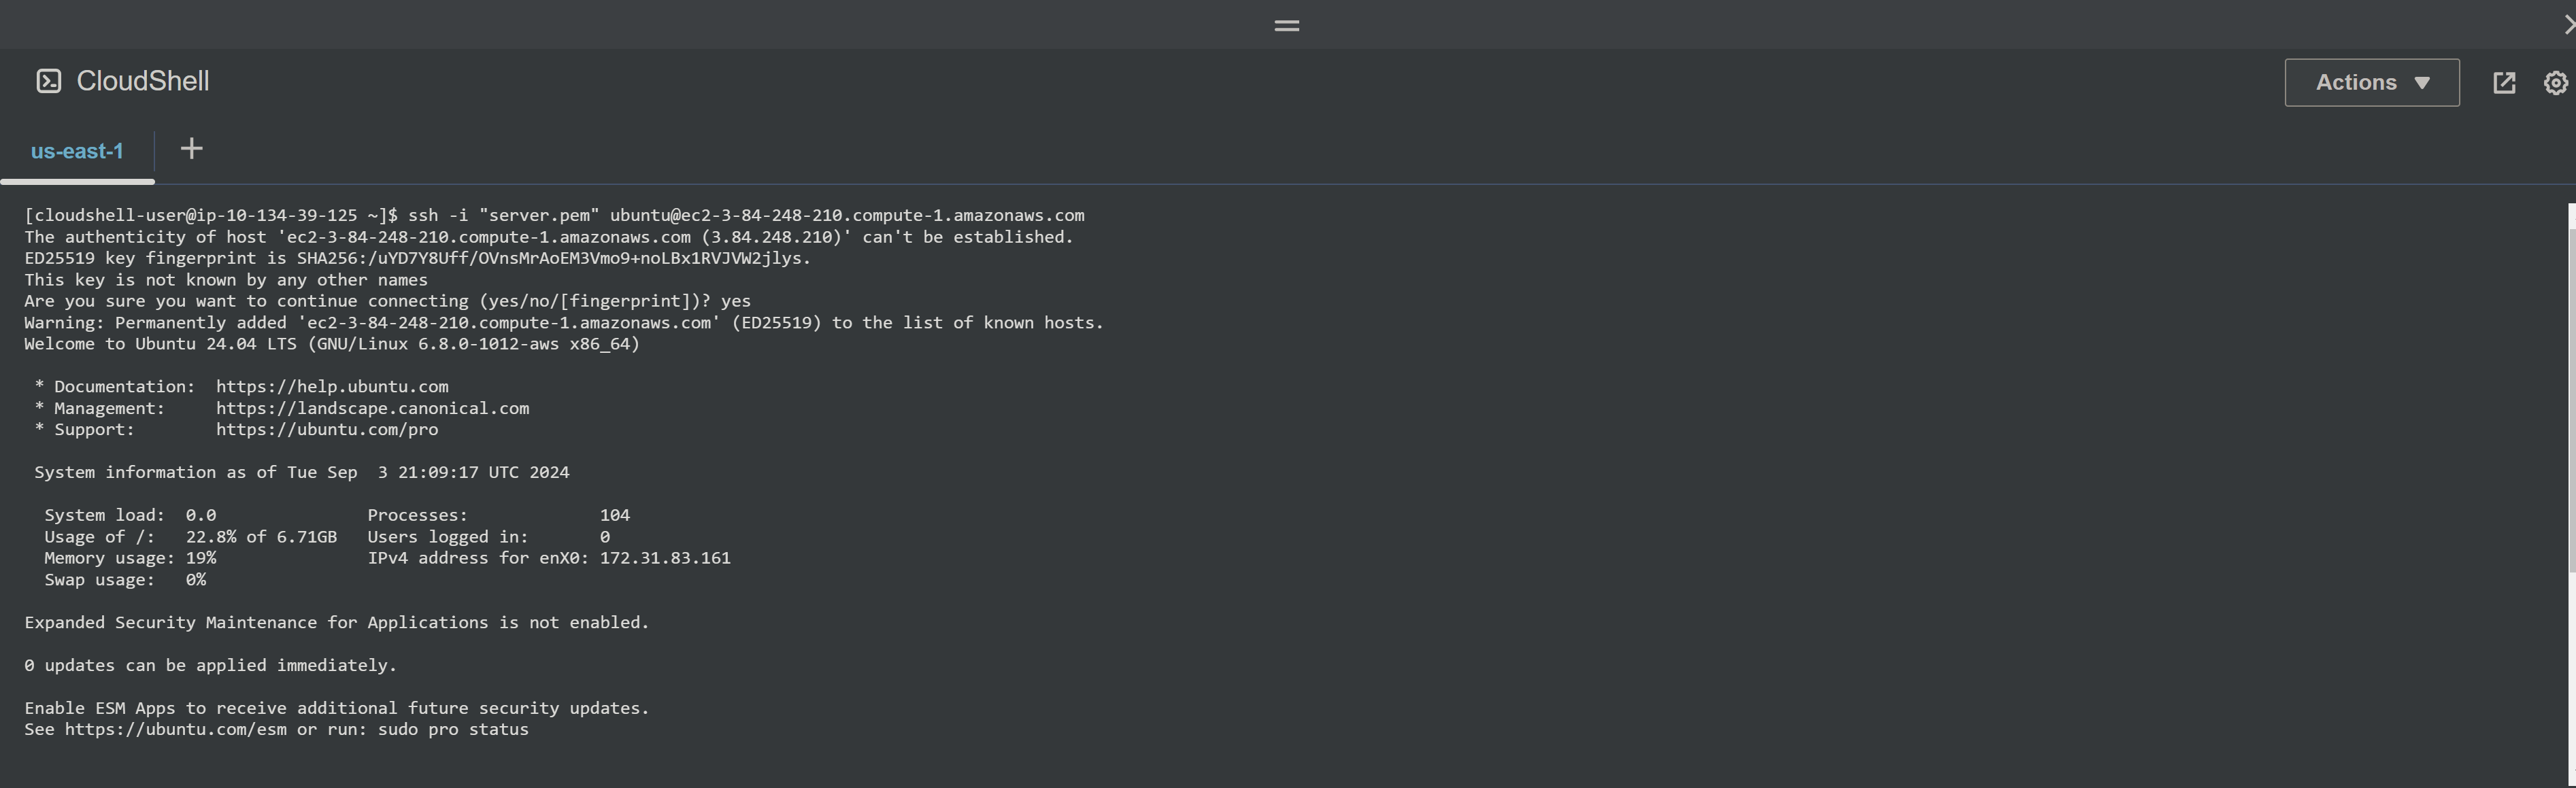 CloudShell
Actions
us-east-1
[cloudshell-user@ip-10-134-39-125 ~]$ ssh -i "server.pem" ubuntu@ec2-3-84-248-210.compute-1.amazonaws.com
The authenticity of host 'ec2-3-84-248-210.compute-1.amazonaws.com (3.84.248.210)' can't be established.
ED25519 key fingerprint is SHA256:/uYD7Y8Uff/OVnsMrAoEM3Vmo9+noLBx1RVJVW2jlys.
This key is not known by any other names
Are you sure you want to continue connecting (yes/no/[fingerprint])? yes
Warning: Permanently added 'ec2-3-84-248-210.compute-1.amazonaws.com' (ED25519) to the list of known hosts.
Welcome to Ubuntu 24.04 LTS (GNU/Linux 6.8.0-1012-aws x86_64)
* Documentation:  https://help.ubuntu.com
* Management:     https://landscape.canonical.com
* Support:        https://ubuntu.com/pro
System information as of Tue Sep  3 21:09:17 UTC 2024
System load:  0.0               Processes:             104
Usage of /:   22.8% of 6.71GB   Users logged in:       0
Memory usage: 19%               IPv4 address for enX0: 172.31.83.161
Swap usage:   0%
Expanded Security Maintenance for Applications is not enabled.
0 updates can be applied immediately.
Enable ESM Apps to receive additional future security updates.
See https://ubuntu.com/esm or run: sudo pro status